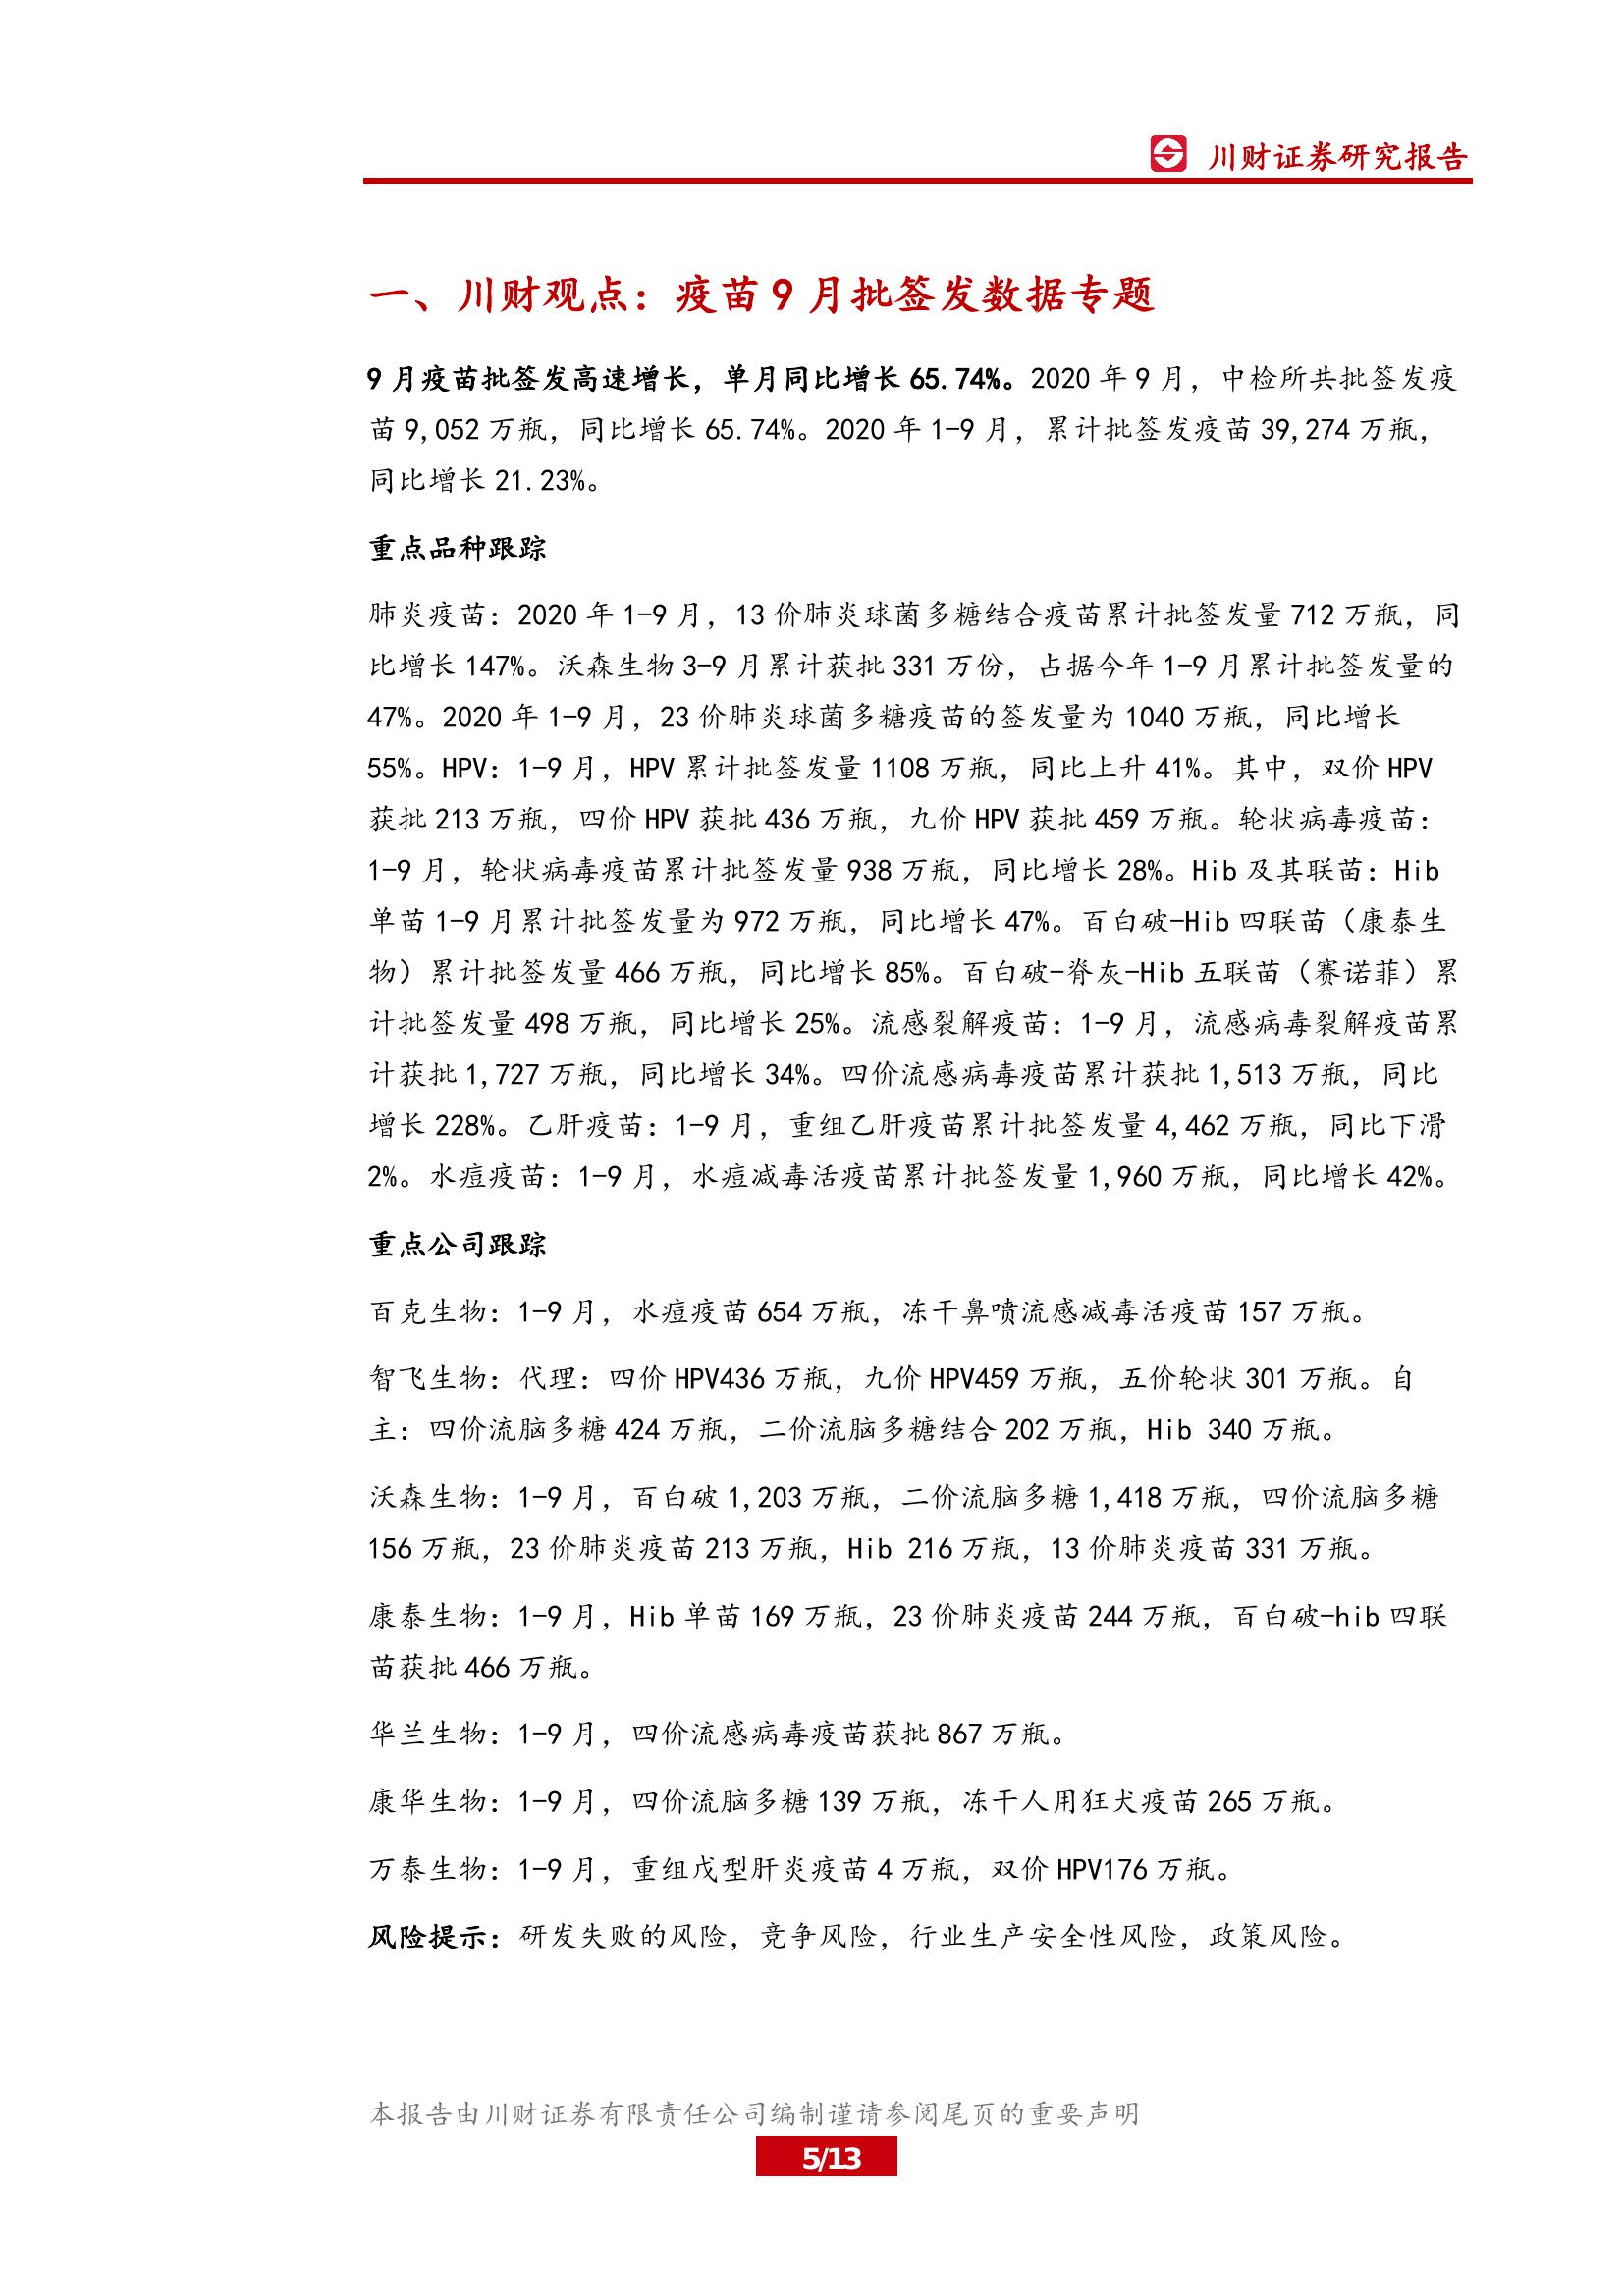 川财证券研究报告
一、川财观点：疫苗 9 月批签发数据专题
9 月疫苗批签发高速增长，单月同比增长 65.74%。2020 年 9 月，中检所共批签发疫
苗 9,052 万瓶，同比增长 65.74%。2020 年 1-9 月，累计批签发疫苗 39,274 万瓶，
同比增长 21.23%。
重点品种跟踪
肺炎疫苗：2020 年 1-9 月，13 价肺炎球菌多糖结合疫苗累计批签发量 712 万瓶，同
比增长 147%。沃森生物 3-9 月累计获批 331 万份，占据今年 1-9 月累计批签发量的
47%。2020 年 1-9 月，23 价肺炎球菌多糖疫苗的签发量为 1040 万瓶，同比增长
55%。HPV：1-9 月，HPV 累计批签发量 1108 万瓶，同比上升 41%。其中，双价 HPV
获批 213 万瓶，四价 HPV 获批 436 万瓶，九价 HPV 获批 459 万瓶。轮状病毒疫苗：
1-9 月，轮状病毒疫苗累计批签发量 938 万瓶，同比增长 28%。Hib 及其联苗：Hib
单苗 1-9 月累计批签发量为 972 万瓶，同比增长 47%。百白破-Hib 四联苗（康泰生
物）累计批签发量 466 万瓶，同比增长 85%。百白破-脊灰-Hib 五联苗（赛诺菲）累
计批签发量 498 万瓶，同比增长 25%。流感裂解疫苗：1-9 月，流感病毒裂解疫苗累
计获批 1,727 万瓶，同比增长 34%。四价流感病毒疫苗累计获批 1,513 万瓶，同比
增长 228%。乙肝疫苗：1-9 月，重组乙肝疫苗累计批签发量 4,462 万瓶，同比下滑
2%。水痘疫苗：1-9 月，水痘减毒活疫苗累计批签发量 1,960 万瓶，同比增长 42%。
重点公司跟踪
百克生物：1-9 月，水痘疫苗 654 万瓶，冻干鼻喷流感减毒活疫苗 157 万瓶。
智飞生物：代理：四价 HPV436 万瓶，九价 HPV459 万瓶，五价轮状 301 万瓶。自
主：四价流脑多糖 424 万瓶，二价流脑多糖结合 202 万瓶，Hib 340 万瓶。
沃森生物：1-9 月，百白破 1,203 万瓶，二价流脑多糖 1,418 万瓶，四价流脑多糖
156 万瓶，23 价肺炎疫苗 213 万瓶，Hib 216 万瓶，13 价肺炎疫苗 331 万瓶。
康泰生物：1-9 月，Hib 单苗 169 万瓶，23 价肺炎疫苗 244 万瓶，百白破-hib 四联
苗获批 466 万瓶。
华兰生物：1-9 月，四价流感病毒疫苗获批 867 万瓶。
康华生物：1-9 月，四价流脑多糖 139 万瓶，冻干人用狂犬疫苗 265 万瓶。
万泰生物：1-9 月，重组戊型肝炎疫苗 4 万瓶，双价 HPV176 万瓶。
风险提示：研发失败的风险，竞争风险，行业生产安全性风险，政策风险。
本报告由川财证券有限责任公司编制谨请参阅尾页的重要声明
5/13